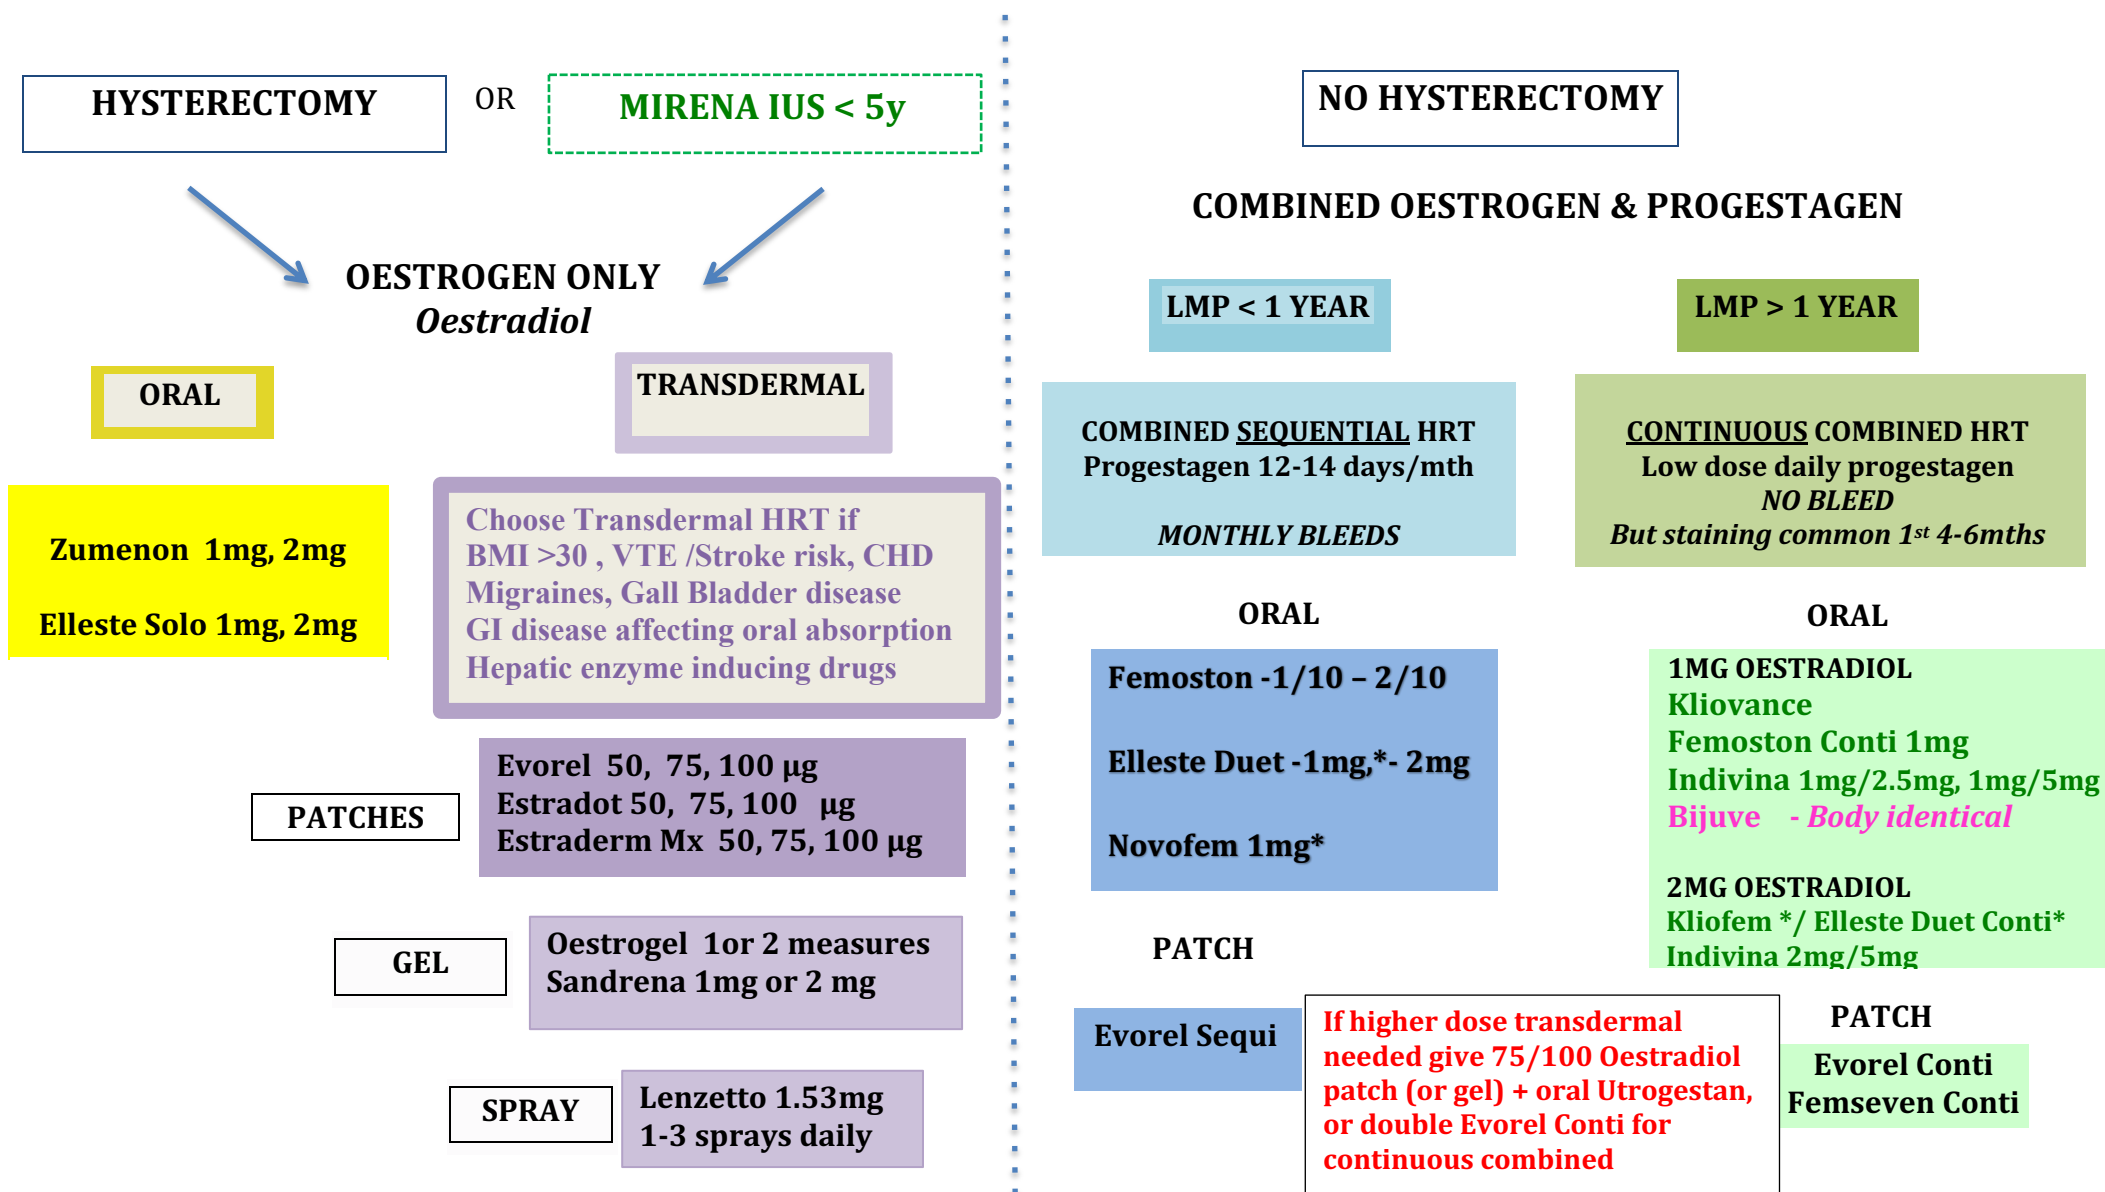 HYSTERECTOMY
OR
MIRENA IUS < 5y
OESTROGEN ONLY
Oestradiol
ORAL
TRANSDERMAL
Zumenon 1mg, 2mg
Elleste Solo 1mg, 2mg
Choose Transdermal HRT if
BMI >30 , VTE /Stroke risk, CHD
Migraines, Gall Bladder disease
GI disease affecting oral absorption
Hepatic enzyme inducing drugs
PATCHES
Evorel 50, 75, 100 µg
Estradot 50, 75, 100 µg
Estraderm Mx 50, 75, 100 µg
GEL
Oestrogel 1or 2 measures
Sandrena 1mg or 2 mg
SPRAY
Lenzetto 1.53mg
1-3 sprays daily
NO HYSTERECTOMY
COMBINED OESTROGEN & PROGESTAGEN
LMP < 1 YEAR
COMBINED SEQUENTIAL HRT
Progestagen 12-14 days/mth
MONTHLY BLEEDS
ORAL
Femoston -1/10 – 2/10
Elleste Duet -1mg,*- 2mg
Novofem 1mg*
PATCH
Evorel Sequi
LMP > 1 YEAR
CONTINUOUS COMBINED HRT
Low dose daily progestagen
NO BLEED
But staining common 1st 4-6mths
ORAL
1MG OESTRADIOL
Kliovance
Femoston Conti 1mg
Indivina 1mg/2.5mg, 1mg/5mg
Bijuve - Body identical
2MG OESTRADIOL
Kliofem */ Elleste Duet Conti*
Indivina 2mg/5mg
PATCH
Evorel Conti
Femseven Conti
If higher dose transdermal
needed give 75/100 Oestradiol
patch (or gel) + oral Utrogestan,
or double Evorel Conti for
continuous combined